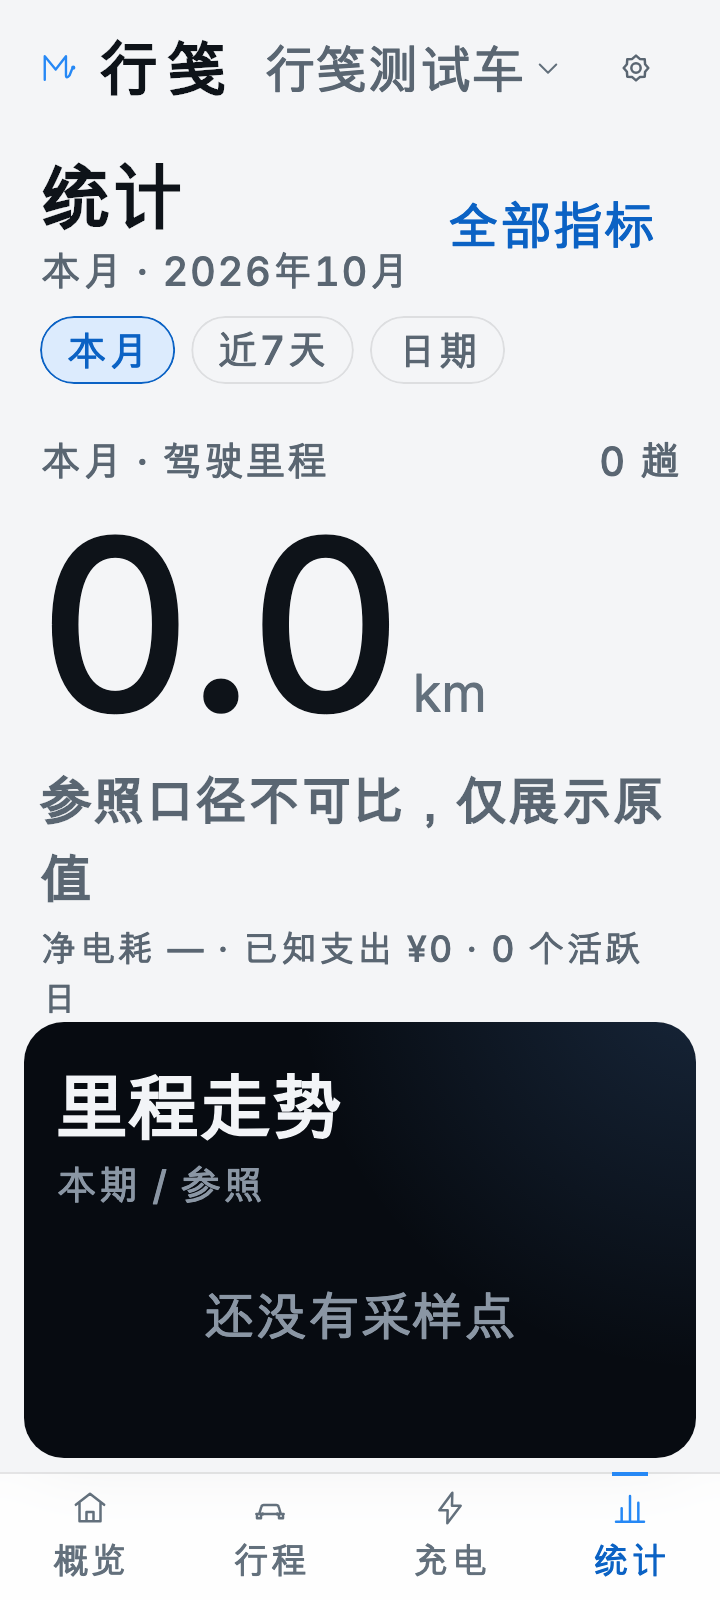 行笺 行笺测试车
统计
全部指标
本月 · 2026年10月
本月 近7天 日期
本月 · 驾驶里程 0 趟
0.0 km
参照口径不可比，仅展示原
值
净电耗 — · 已知支出 ¥0 · 0 个活跃
日
里程走势
本期 / 参照
还没有采样点
概览 行程 充电 统计